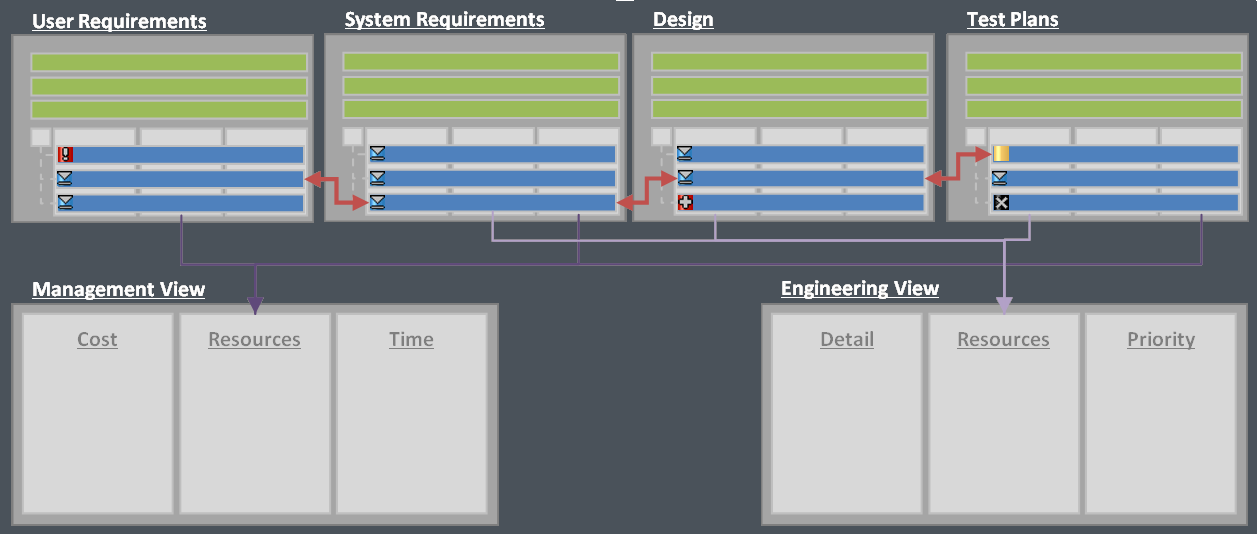 User Requirements
System Requirements
Design
Test Plans
Management View
Engineering View
Cost
Resources
Time
Detail
Resources
Priority